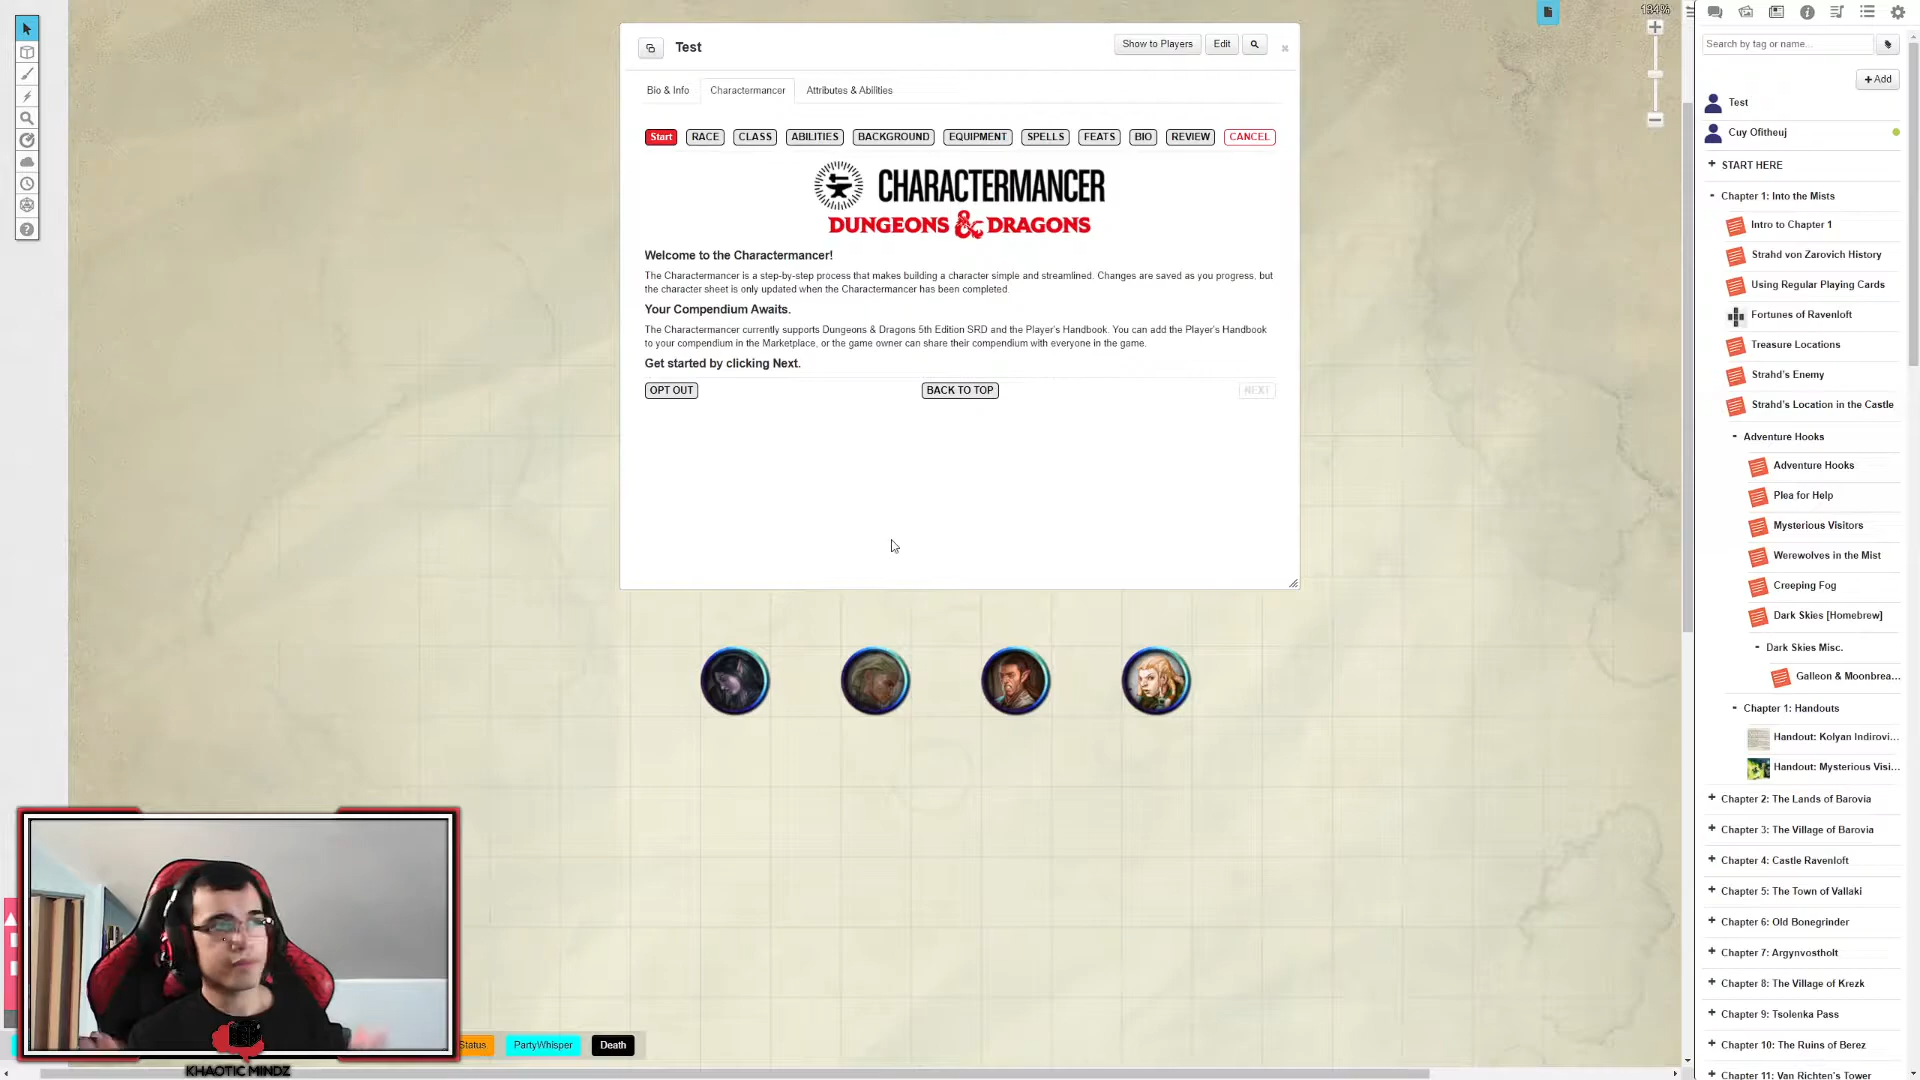 134%
Test
Show to Players
Edit
Bio & Info
Charactermancer
Attributes & Abilities
Start
RACE
CLASS
ABILITIES
BACKGROUND
EQUIPMENT
SPELLS
FEATS
BIO
REVIEW
CANCEL
CHARACTERMANCER
DUNGEONS & DRAGONS
Welcome to the Charactermancer!
The Charactermancer is a step-by-step process that makes building a character simple and streamlined. Changes are saved as you progress, but
the character sheet is only updated when the Charactermancer has been completed.
Your Compendium Awaits.
The Charactermancer currently supports Dungeons & Dragons 5th Edition SRD and the Player's Handbook. You can add the Player's Handbook
to your compendium in the Marketplace, or the game owner can share their compendium with everyone in the game.
Get started by clicking Next.
OPT OUT
BACK TO TOP
NEXT
Search by tag or name...
+ Add
Test
Cuy Ofitheuj
+ START HERE
- Chapter 1: Into the Mists
Intro to Chapter 1
Strahd von Zarovich History
Using Regular Playing Cards
Fortunes of Ravenloft
Treasure Locations
Strahd's Enemy
Strahd's Location in the Castle
- Adventure Hooks
Adventure Hooks
Plea for Help
Mysterious Visitors
Werewolves in the Mist
Creeping Fog
Dark Skies [Homebrew]
- Dark Skies Misc.
Galleon & Moonbrea...
- Chapter 1: Handouts
Handout: Kolyan Indirovi...
Handout: Mysterious Visi...
+ Chapter 2: The Lands of Barovia
+ Chapter 3: The Village of Barovia
+ Chapter 4: Castle Ravenloft
+ Chapter 5: The Town of Vallaki
+ Chapter 6: Old Bonegrinder
+ Chapter 7: Argynvostholt
+ Chapter 8: The Village of Krezk
+ Chapter 9: Tsolenka Pass
+ Chapter 10: The Ruins of Berez
+ Chapter 11: Van Richten's Tower
Status
PartyWhisper
Death
KHAOTIC MINDZ